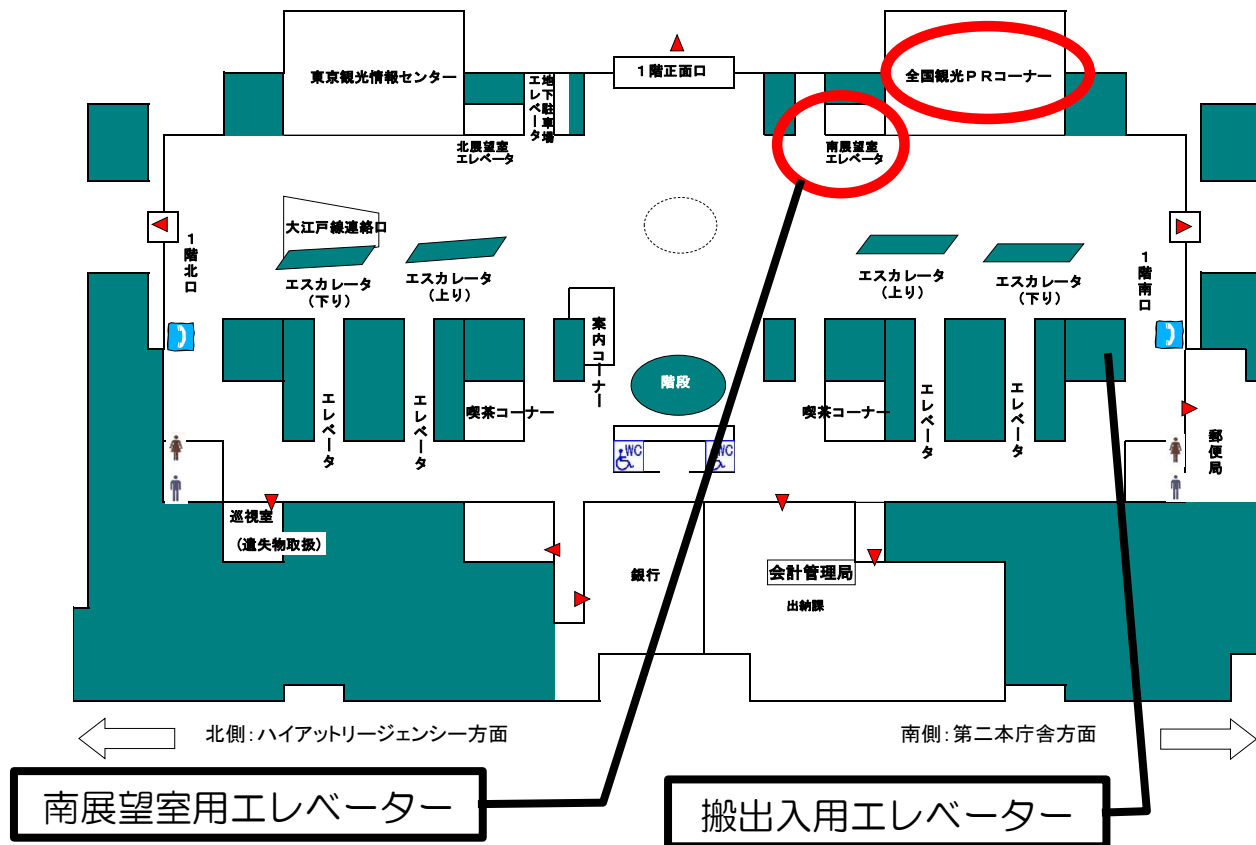 東京観光情報センター
地下駐車場
エレベータ
1階正面口
全国観光PRコーナー
北展望室
エレベータ
南展望室
エレベータ
1階北口
大江戸線連絡口
エスカレータ
(下り)
エスカレータ
(上り)
エスカレータ
(上り)
エスカレータ
(下り)
1階南口
案内コーナー
階段
エレベータ
エレベータ
喫茶コーナー
喫茶コーナー
エレベータ
エレベータ
WC
WC
郵便局
巡視室
(遺失物取扱)
銀行
会計管理局
出納課
北側:ハイアットリージェンシー方面
南側:第二本庁舎方面
南展望室用エレベーター
搬出入用エレベーター